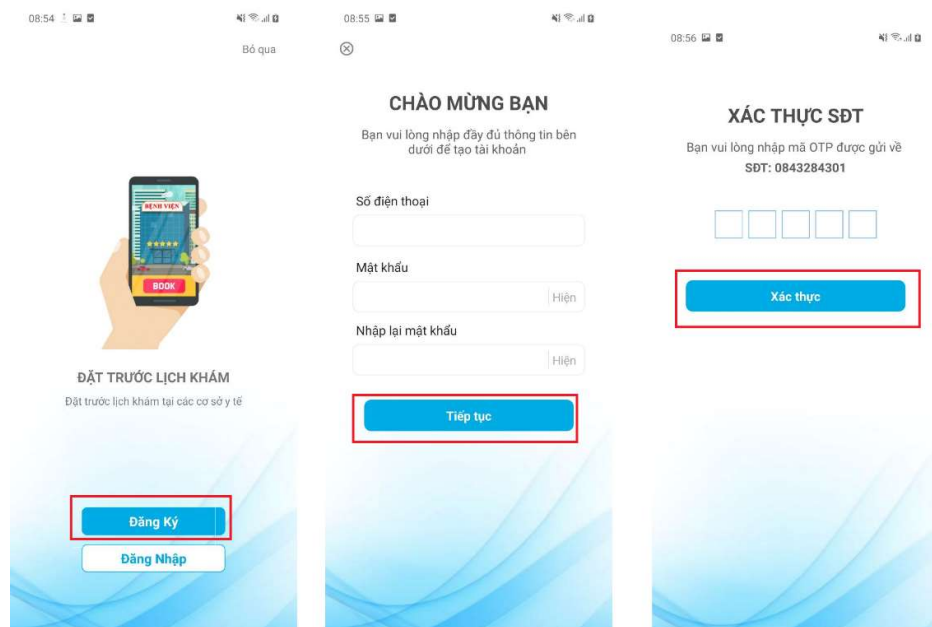 08:54
Bỏ qua
BỆNH VIỆN
BOOK
ĐẶT TRƯỚC LỊCH KHÁM
Đặt trước lịch khám tại các cơ sở y tế
Đăng Ký
Đăng Nhập
08:55
CHÀO MỪNG BẠN
Bạn vui lòng nhập đầy đủ thông tin bên
dưới để tạo tài khoản
Số điện thoại
Mật khẩu
Hiện
Nhập lại mật khẩu
Hiện
Tiếp tục
08:56
XÁC THỰC SĐT
Bạn vui lòng nhập mã OTP được gửi về
SĐT: 0843284301
Xác thực